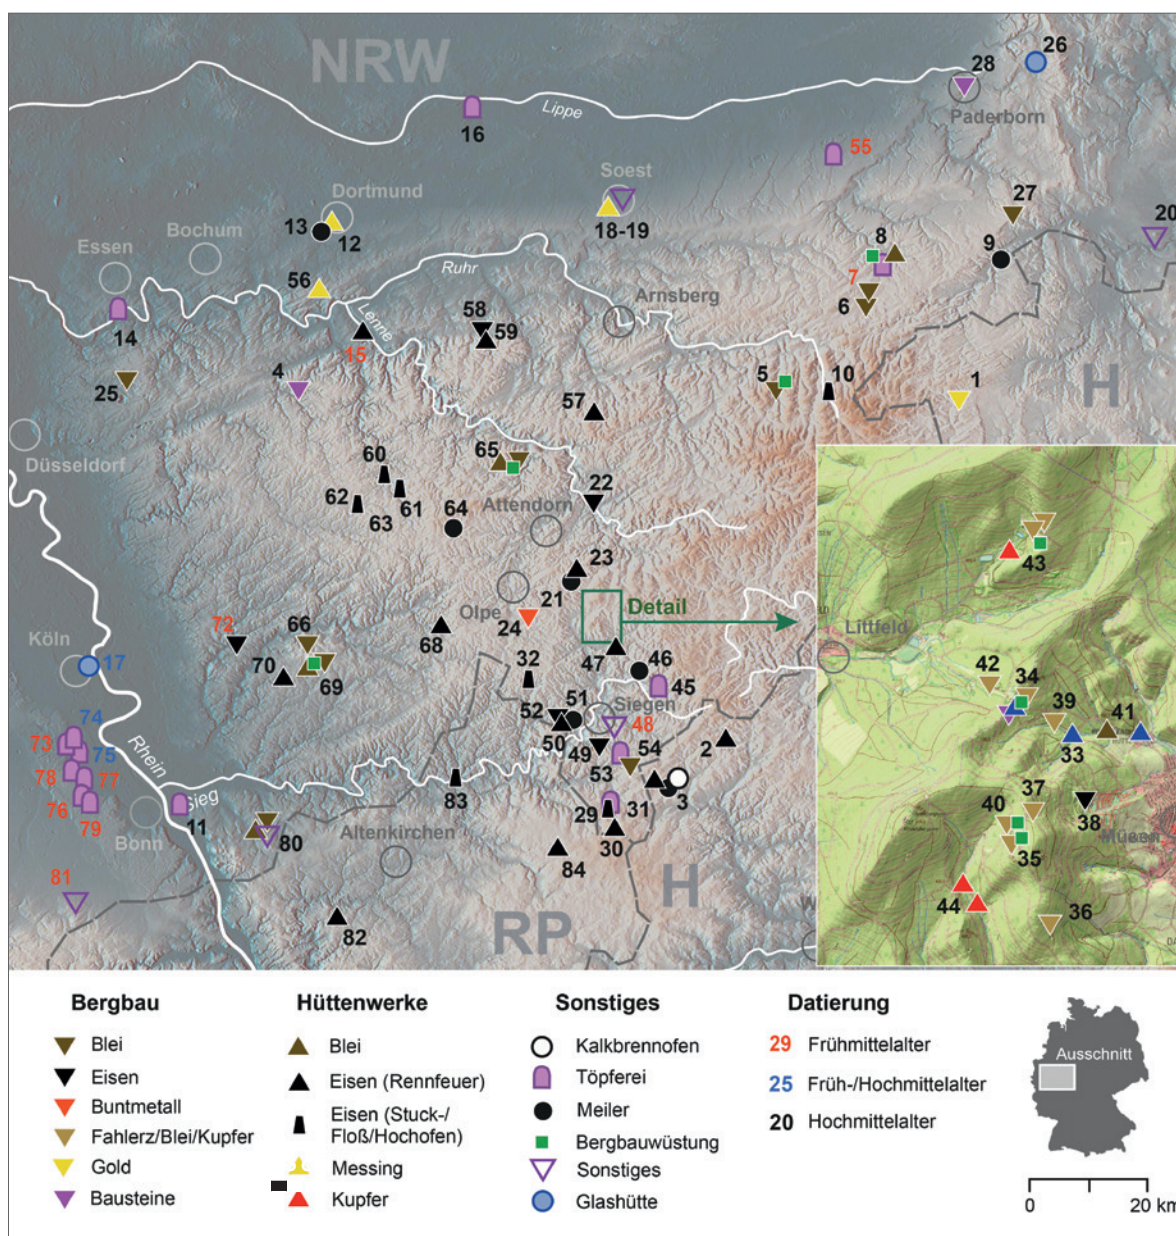 NRW
26
28
Lippe
Paderborn
16
55
Soest
Dortmund
27
13
12
18-19
20
Bochum
Essen
8
9
Ruhr
7
56
58
Arnsberg
6
59
Lenne
14
15
H
4
5
10
1
25
57
Düsseldorf
60
65
62
61
22
63
64
Attendorn
43
23
Littfeld
21
Detail
Olpe
24
42
34
39
41
33
Köln
17
72
66
68
47
46
70
69
32
45
51
Siegen
52
48
74
50
2
73
75
49
54
37
53
40
38
78
77
Rhein
3
Müsen
76
Sieg
83
29
31
35
79
11
30
Bonn
80
Altenkirchen
84
44
36
81
H
82
RP
Bergbau
Blei
Eisen
Buntmetall
Fahlerz/Blei/Kupfer
Gold
Bausteine
Hüttenwerke
Blei
Eisen (Rennfeuer)
Eisen (Stuck-/
Floß/Hochofen)
Messing
Kupfer
Sonstiges
Kalkbrennofen
Töpferei
Meiler
Bergbauwüstung
Sonstiges
Glashütte
Datierung
29 Frühmittelalter
25 Früh-/Hochmittelalter
20 Hochmittelalter
Ausschnitt
0 20 km